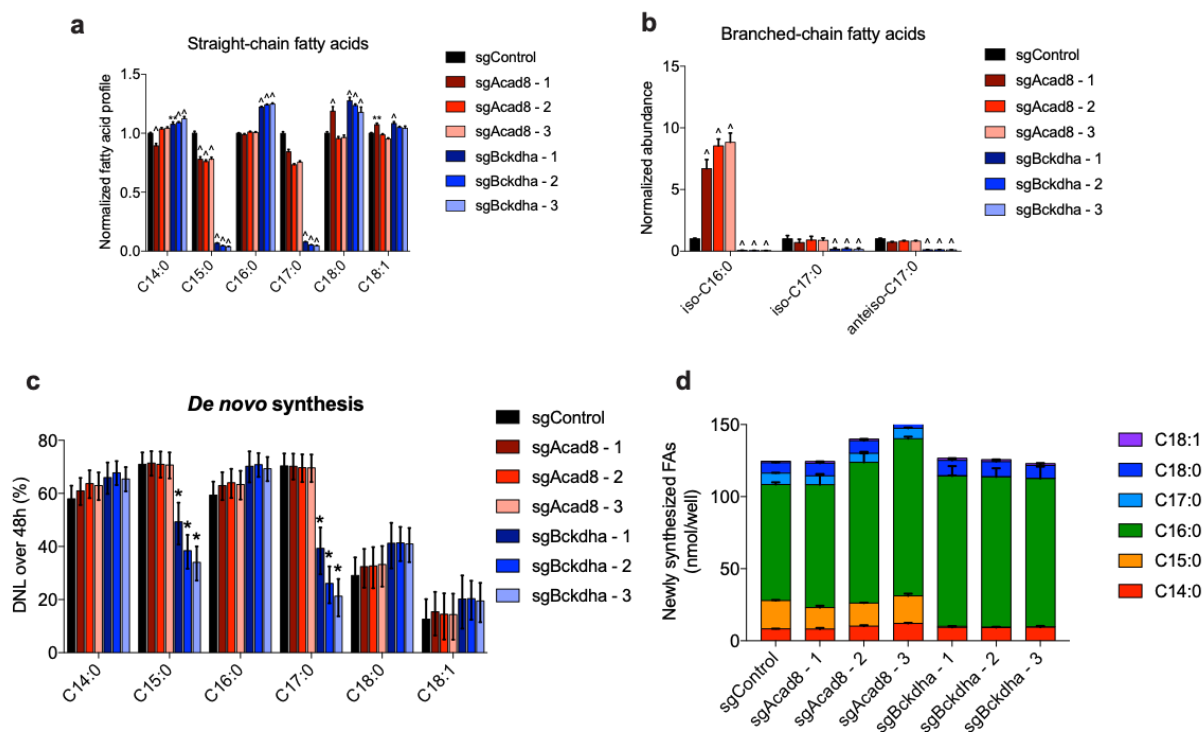 a
Straight-chain fatty acids
Normalized fatty acid profile
1.5
1.0
0.5
0.0
^ ** ^ ^
^ ^ ^ ^ ^ ^
^ ^ ^
^ ^ ^
^ ^ ^ ^
** ^
C14:0
C15:0
C16:0
C17:0
C18:0
C18:1
sgControl
sgAcad8 - 1
sgAcad8 - 2
sgAcad8 - 3
sgBckdha - 1
sgBckdha - 2
sgBckdha - 3
b
Branched-chain fatty acids
Normalized abundance
15
10
5
0
^ ^ ^ ^ ^ ^
^ ^ ^
^ ^ ^
iso-C16:0
iso-C17:0
anteiso-C17:0
sgControl
sgAcad8 - 1
sgAcad8 - 2
sgAcad8 - 3
sgBckdha - 1
sgBckdha - 2
sgBckdha - 3
c
De novo synthesis
DNL over 48h (%)
80
60
40
20
0
* * *
* * *
C14:0
C15:0
C16:0
C17:0
C18:0
C18:1
sgControl
sgAcad8 - 1
sgAcad8 - 2
sgAcad8 - 3
sgBckdha - 1
sgBckdha - 2
sgBckdha - 3
d
Newly synthesized FAs
(nmol/well)
150
100
50
0
sgControl
sgAcad8 - 1
sgAcad8 - 2
sgAcad8 - 3
sgBckdha - 1
sgBckdha - 2
sgBckdha - 3
C18:1
C18:0
C17:0
C16:0
C15:0
C14:0